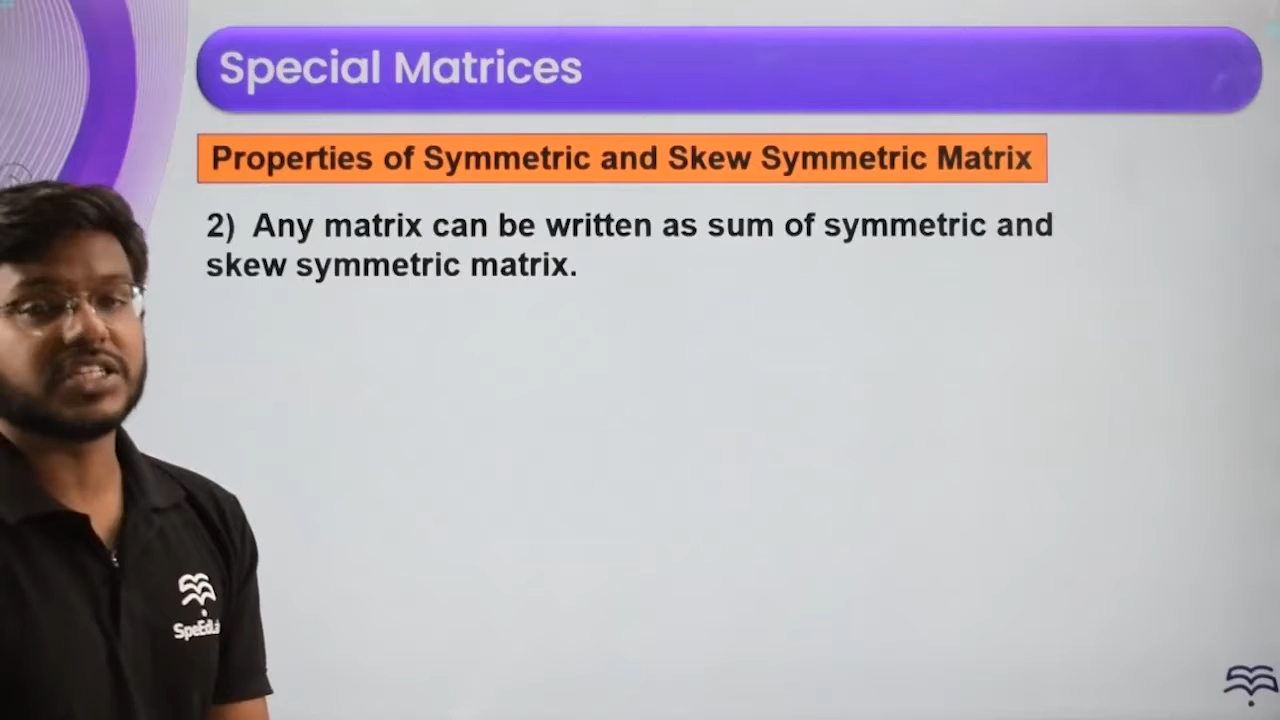 Special Matrices
Properties of Symmetric and Skew Symmetric Matrix
2) Any matrix can be written as sum of symmetric and
skew symmetric matrix.